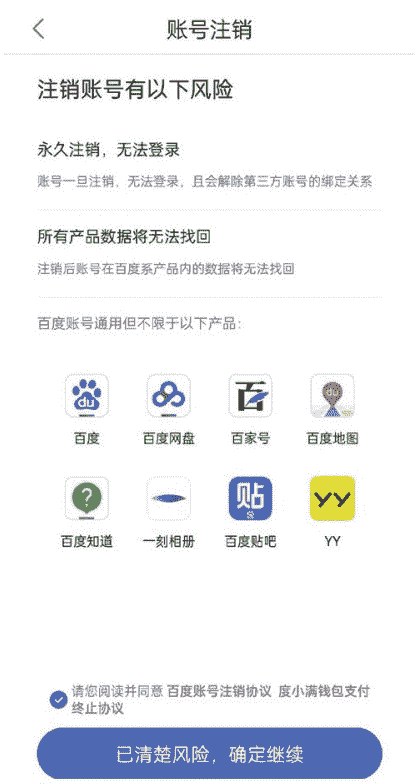 账号注销
注销账号有以下风险
永久注销，无法登录
账号一旦注销，无法登录，且会解除第三方账号的绑定关系
所有产品数据将无法找回
注销后账号在百度系产品内的数据将无法找回
百度账号通用但不限于以下产品：
du 百 du
百度 百度网盘 百家号 百度地图
? 贴 YY
百度知道 一刻相册 百度贴吧 YY
请您阅读并同意 百度账号注销协议 度小满钱包支付
终止协议
已清楚风险，确定继续